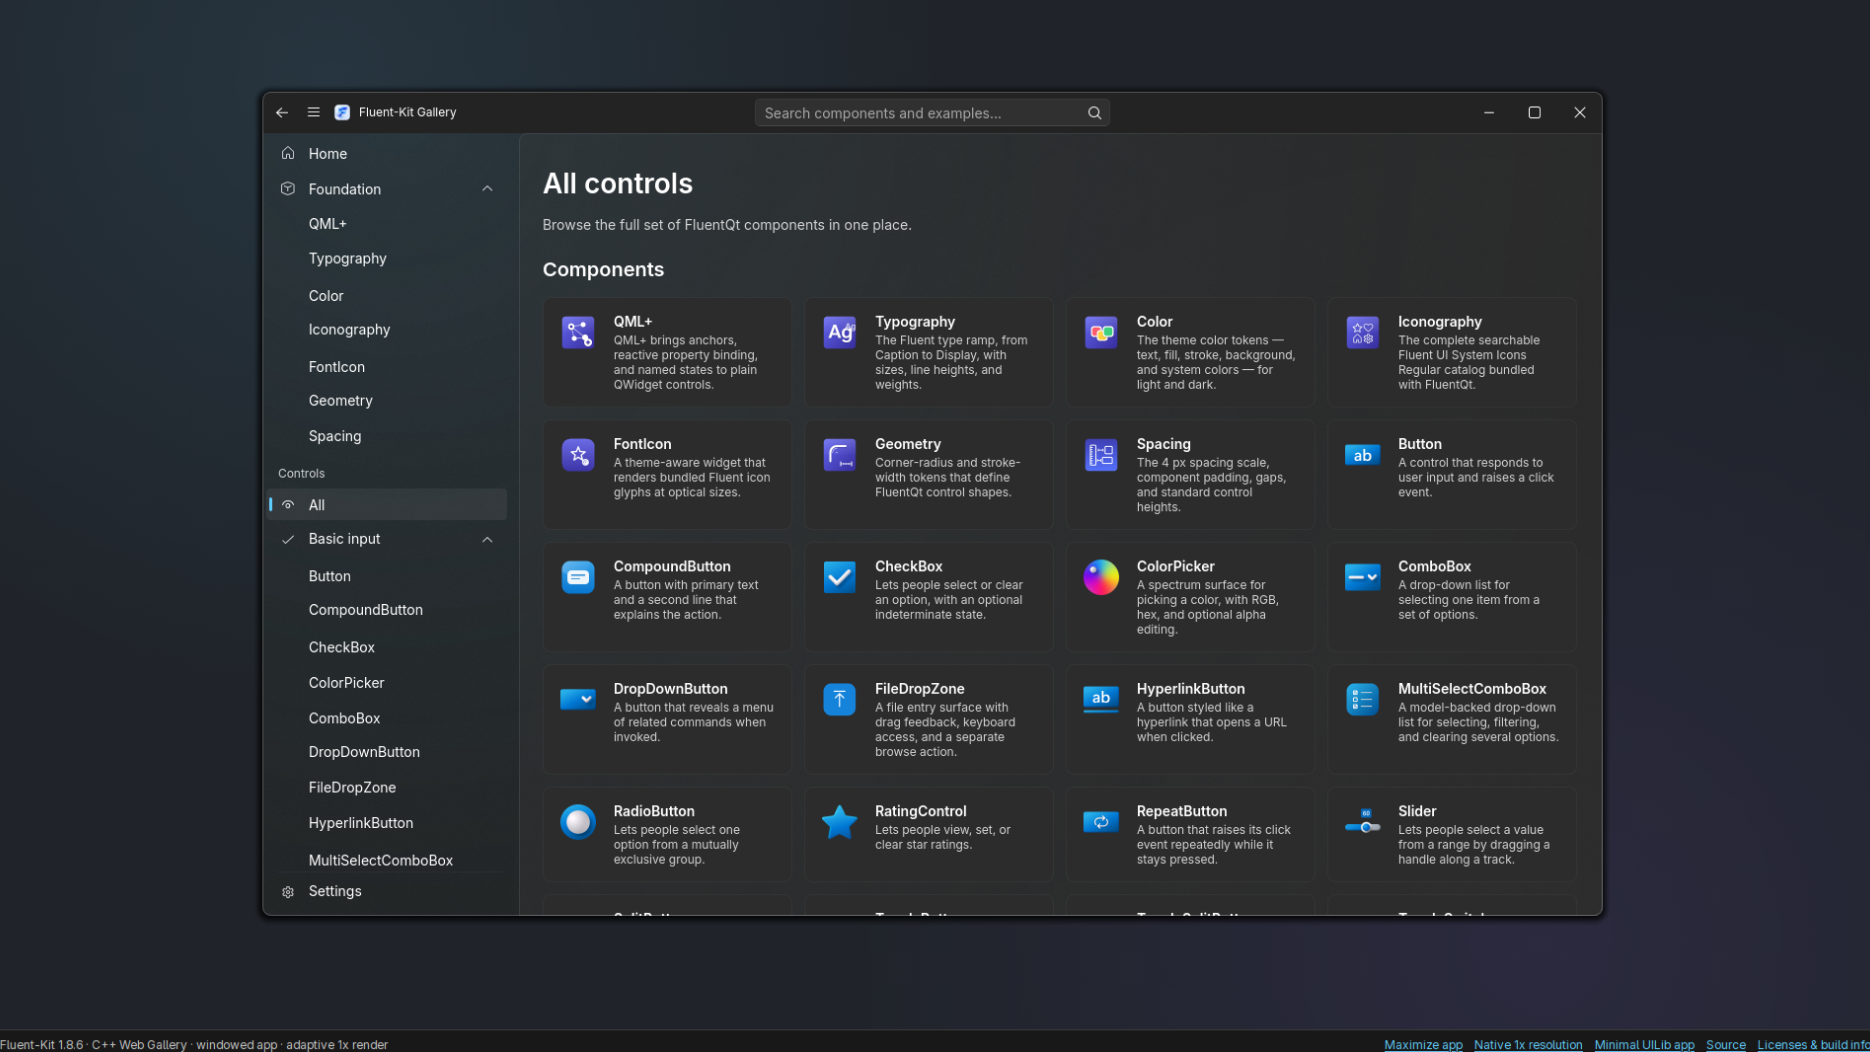 Fluent-Kit Gallery
Search components and examples...
Home
Foundation
QML+
Typography
Color
Iconography
FontIcon
Geometry
Spacing
Controls
All
Basic input
Button
CompoundButton
CheckBox
ColorPicker
ComboBox
DropDownButton
FileDropZone
HyperlinkButton
MultiSelectComboBox
Settings
All controls
Browse the full set of FluentQt components in one place.
Components
QML+
QML+ brings anchors,
reactive property binding,
and named states to plain
QWidget controls.
Ag
Typography
The Fluent type ramp, from
Caption to Display, with
sizes, line heights, and
weights.
Color
The theme color tokens —
text, fill, stroke, background,
and system colors — for
light and dark.
Iconography
The complete searchable
Fluent UI System Icons
Regular catalog bundled
with FluentQt.
FontIcon
A theme-aware widget that
renders bundled Fluent icon
glyphs at optical sizes.
Geometry
Corner-radius and stroke-
width tokens that define
FluentQt control shapes.
Spacing
The 4 px spacing scale,
component padding, gaps,
and standard control
heights.
ab
Button
A control that responds to
user input and raises a click
event.
CompoundButton
A button with primary text
and a second line that
explains the action.
CheckBox
Lets people select or clear
an option, with an optional
indeterminate state.
ColorPicker
A spectrum surface for
picking a color, with RGB,
hex, and optional alpha
editing.
ComboBox
A drop-down list for
selecting one item from a
set of options.
DropDownButton
A button that reveals a menu
of related commands when
invoked.
FileDropZone
A file entry surface with
drag feedback, keyboard
access, and a separate
browse action.
ab
HyperlinkButton
A button styled like a
hyperlink that opens a URL
when clicked.
MultiSelectComboBox
A model-backed drop-down
list for selecting, filtering,
and clearing several options.
RadioButton
Lets people select one
option from a mutually
exclusive group.
RatingControl
Lets people view, set, or
clear star ratings.
RepeatButton
A button that raises its click
event repeatedly while it
stays pressed.
Slider
Lets people select a value
from a range by dragging a
handle along a track.
Fluent-Kit 1.8.6 · C++ Web Gallery · windowed app · adaptive 1x render
Maximize app
Native 1x resolution
Minimal UILib app
Source
Licenses & build info